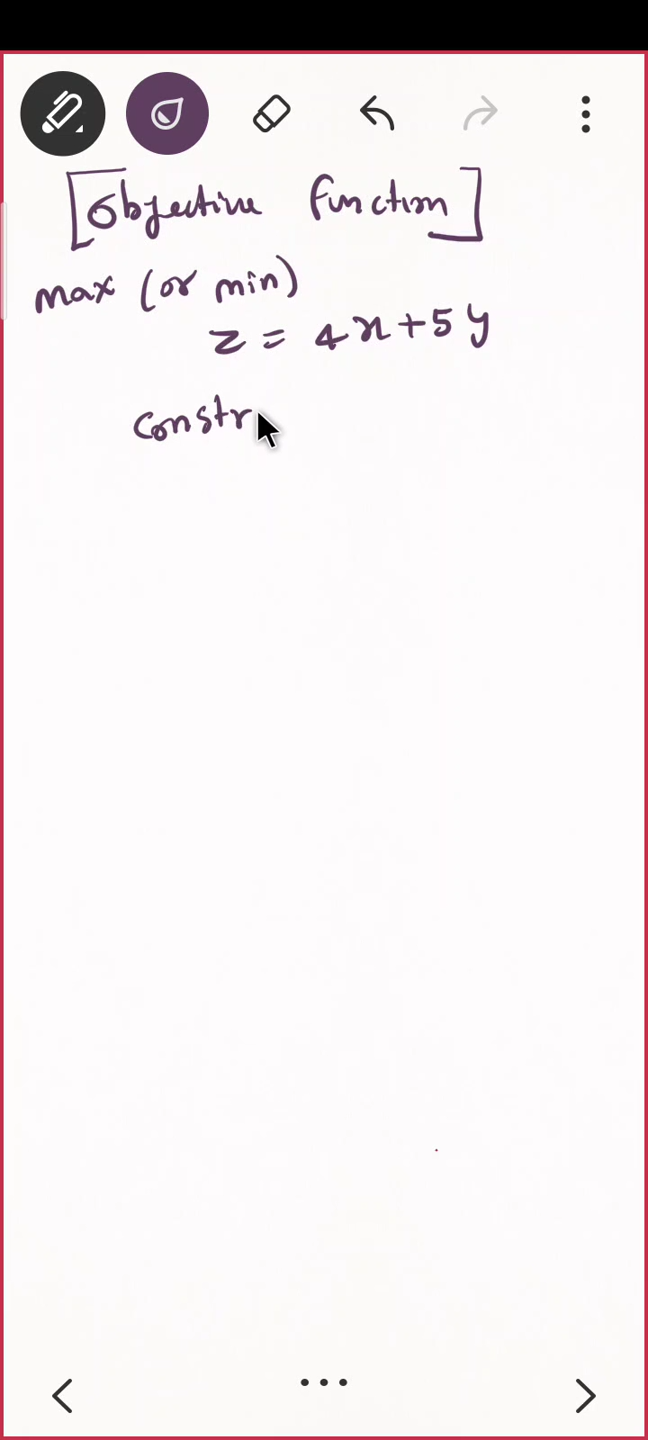 [Objective function]
max (or min)
z = 4x + 5y
constr